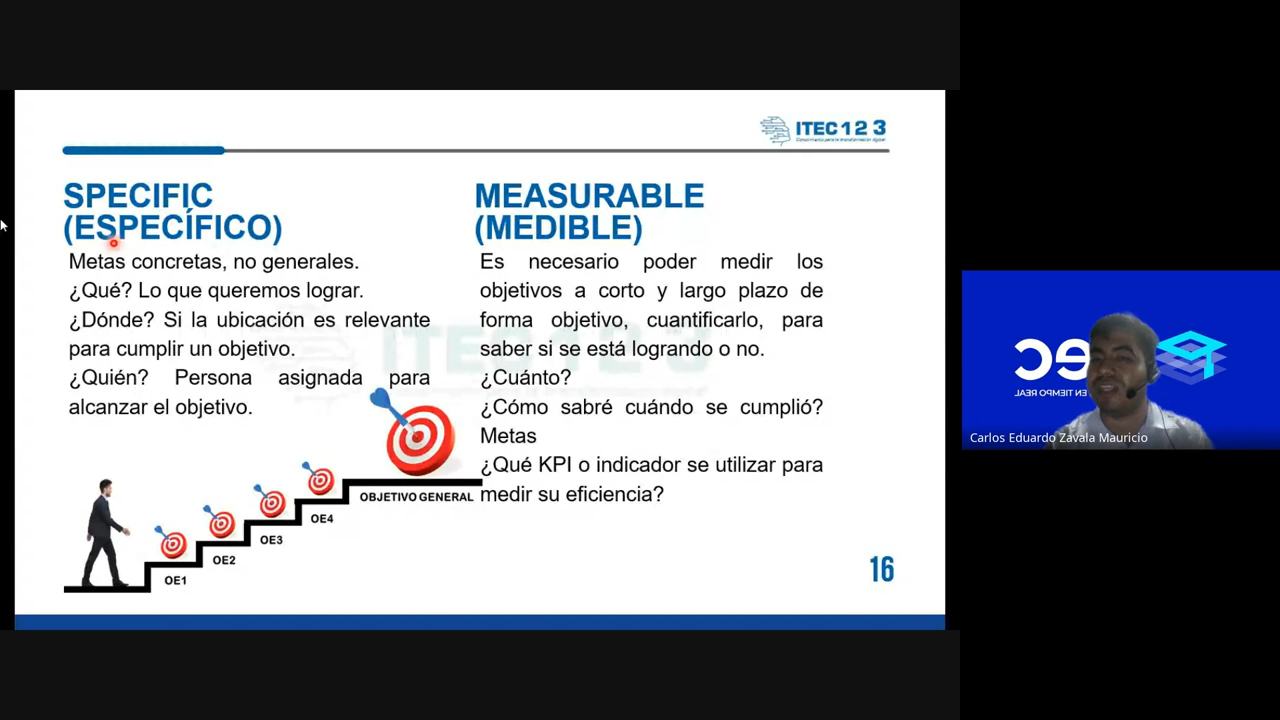 ITEC 1 2 3
SPECIFIC
(ESPECÍFICO)
Metas concretas, no generales.
¿Qué? Lo que queremos lograr.
¿Dónde? Si la ubicación es relevante
para cumplir un objetivo.
¿Quién? Persona asignada para
alcanzar el objetivo.
OE1
OE2
OE3
OE4
OBJETIVO GENERAL
MEASURABLE
(MEDIBLE)
Es necesario poder medir los
objetivos a corto y largo plazo de
forma objetivo, cuantificarlo, para
saber si se está logrando o no.
¿Cuánto?
¿Cómo sabré cuándo se cumplió?
Metas
¿Qué KPI o indicador se utilizar para
medir su eficiencia?
16
ITEC 1 2 3
EN TIEMPO REAL
Carlos Eduardo Zavala Mauricio